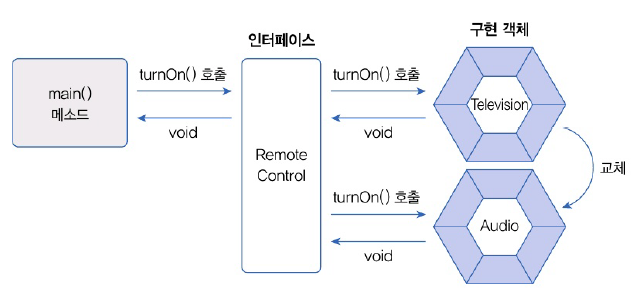 인터페이스
구현 객체
main()
메소드
turnOn() 호출
void
Remote
Control
turnOn() 호출
void
Television
turnOn() 호출
void
Audio
교체